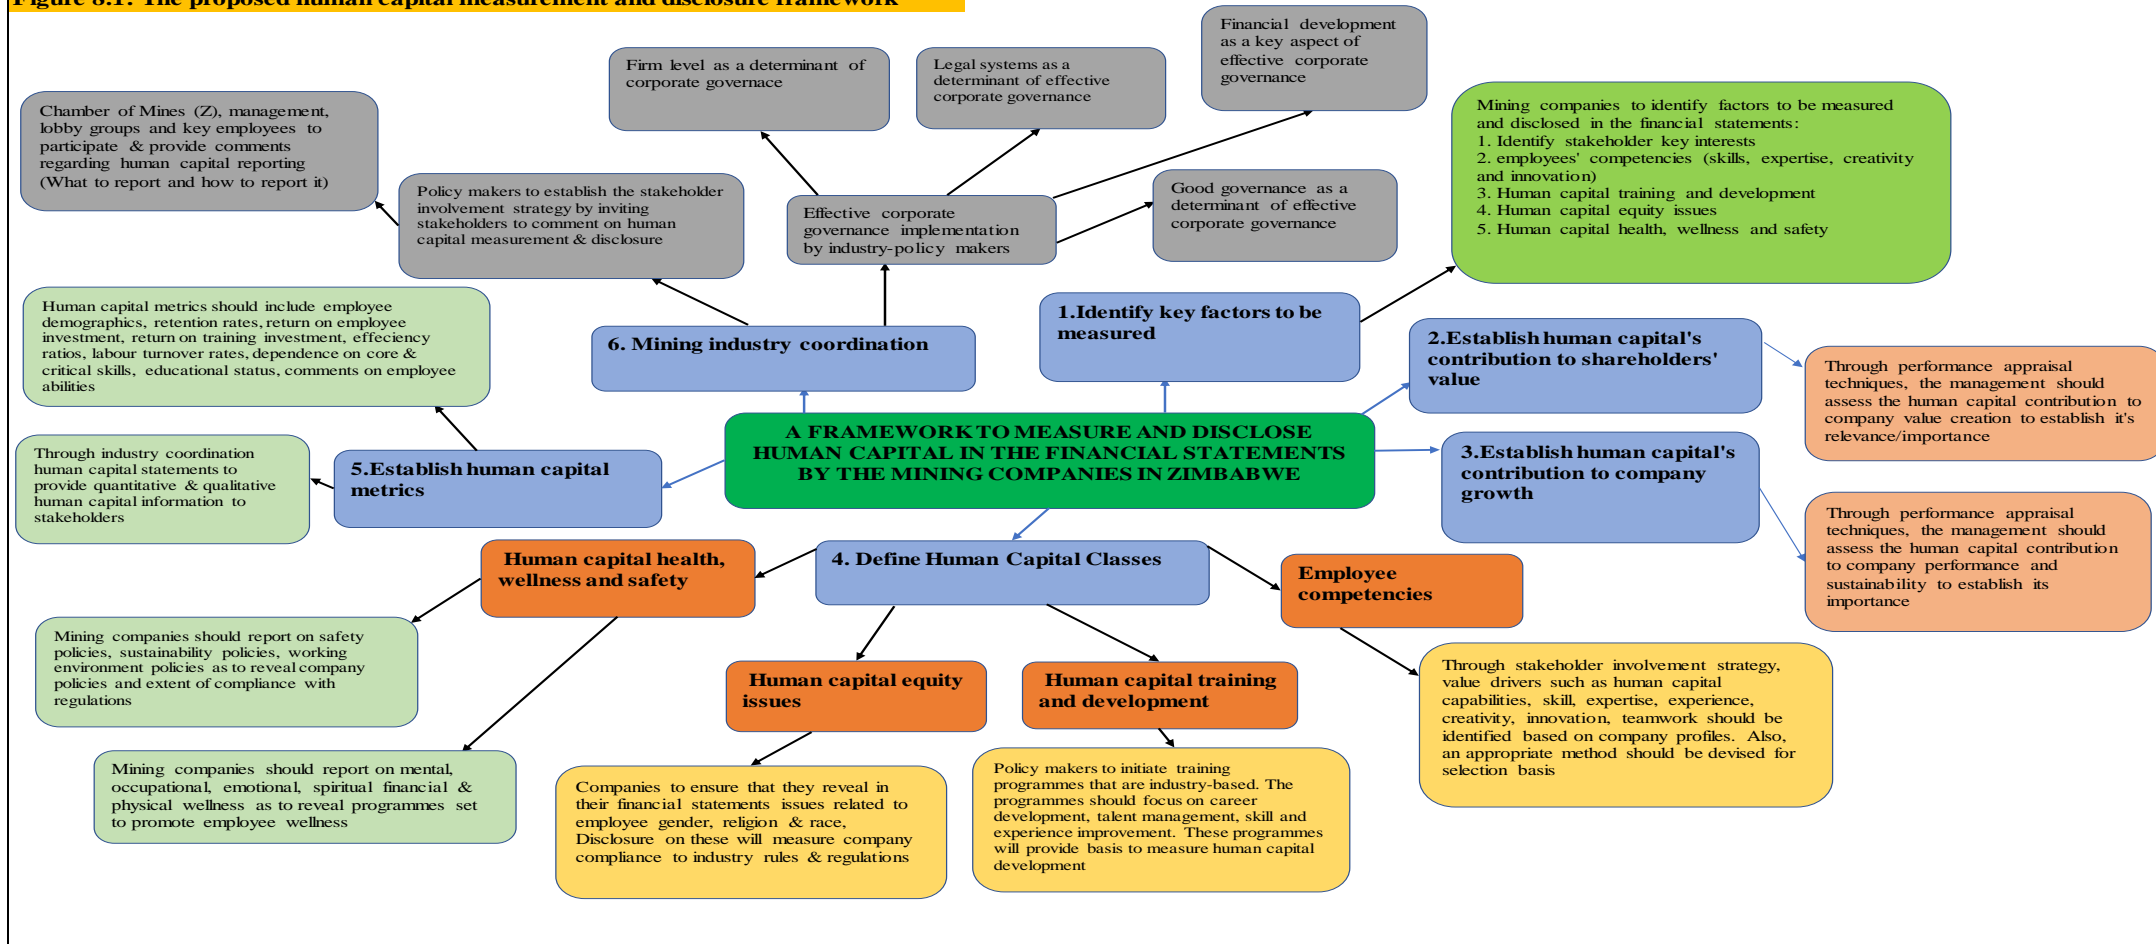 Figure 8.1: The proposed human capital measurement and disclosure framework
Financial development
as a key aspect of
effective corporate
governance
Firm level as a determinant of
corporate governace
Legal systems as a
determinant of effective
corporate governance
Chamber of Mines (Z), management,
lobby groups and key employees to
participate & provide comments
regarding human capital reporting
(What to report and how to report it)
Mining companies to identify factors to be measured
and disclosed in the financial statements:
1. Identify stakeholder key interests
2. employees' competencies (skills, expertise, creativity
and innovation)
3. Human capital training and development
4. Human capital equity issues
5. Human capital health, wellness and safety
Policy makers to establish the stakeholder
involvement strategy by inviting
stakeholders to comment on human
capital measurement & disclosure
Effective corporate
governance implementation
by industry-policy makers
Good governance as a
determinant of effective
corporate governance
Human capital metrics should include employee
demographics, retention rates, return on employee
investment, return on training investment, effeciency
ratios, labour turnover rates, dependence on core &
critical skills, educational status, comments on employee
abilities
6. Mining industry coordination
1.Identify key factors to be
measured
2.Establish human capital's
contribution to shareholders'
value
Through performance appraisal
techniques, the management should
assess the human capital contribution to
company value creation to establish it's
relevance/importance
A FRAMEWORK TO MEASURE AND DISCLOSE
HUMAN CAPITAL IN THE FINANCIAL STATEMENTS
BY THE MINING COMPANIES IN ZIMBABWE
Through industry coordination
human capital statements to
provide quantitative & qualitative
human capital information to
stakeholders
5.Establish human capital
metrics
3.Establish human capital's
contribution to company
growth
Through performance appraisal
techniques, the management should
assess the human capital contribution
to company performance and
sustainability to establish its
importance
Human capital health,
wellness and safety
4. Define Human Capital Classes
Employee
competencies
Mining companies should report on safety
policies, sustainability policies, working
environment policies as to reveal company
policies and extent of compliance with
regulations
Human capital equity
issues
Human capital training
and development
Through stakeholder involvement strategy,
value drivers such as human capital
capabilities, skill, expertise, experience,
creativity, innovation, teamwork should be
identified based on company profiles. Also,
an appropriate method should be devised for
selection basis
Mining companies should report on mental,
occupational, emotional, spiritual financial &
physical wellness as to reveal programmes set
to promote employee wellness
Companies to ensure that they reveal in
their financial statements issues related to
employee gender, religion & race,
Disclosure on these will measure company
compliance to industry rules & regulations
Policy makers to initiate training
programmes that are industry-based. The
programmes should focus on career
development, talent management, skill and
experience improvement. These programmes
will provide basis to measure human capital
development